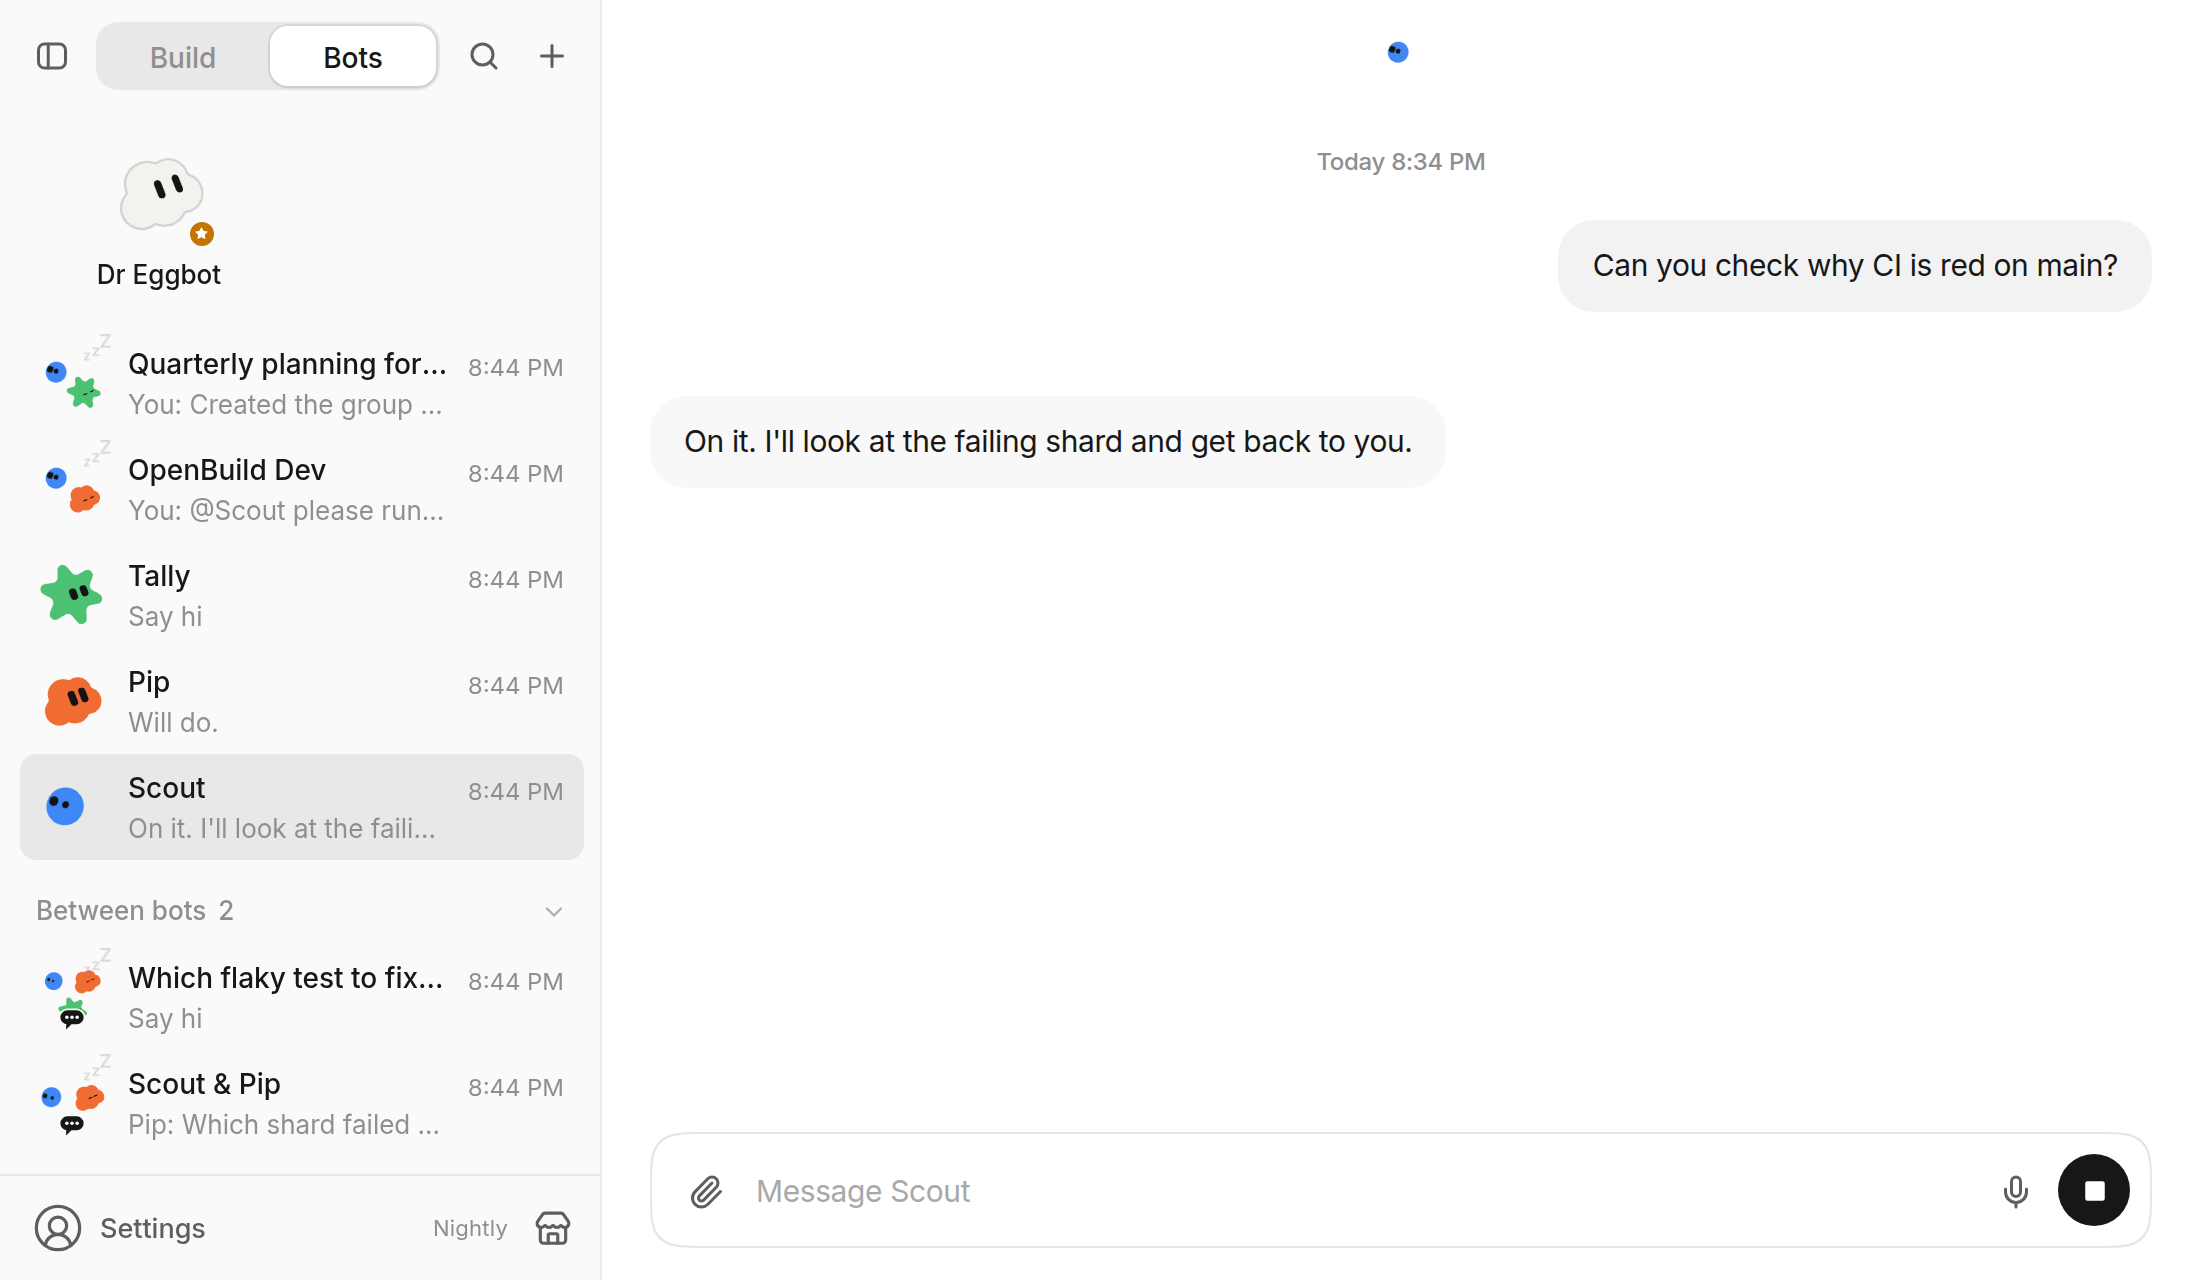 Build
Bots
Dr Eggbot
Quarterly planning for...
8:44 PM
You: Created the group ...
OpenBuild Dev
8:44 PM
You: @Scout please run...
Tally
8:44 PM
Say hi
Pip
8:44 PM
Will do.
Scout
8:44 PM
On it. I'll look at the faili...
Between bots 2
Which flaky test to fix...
8:44 PM
Say hi
Scout & Pip
8:44 PM
Pip: Which shard failed ...
Settings
Nightly
Today 8:34 PM
Can you check why CI is red on main?
On it. I'll look at the failing shard and get back to you.
Message Scout